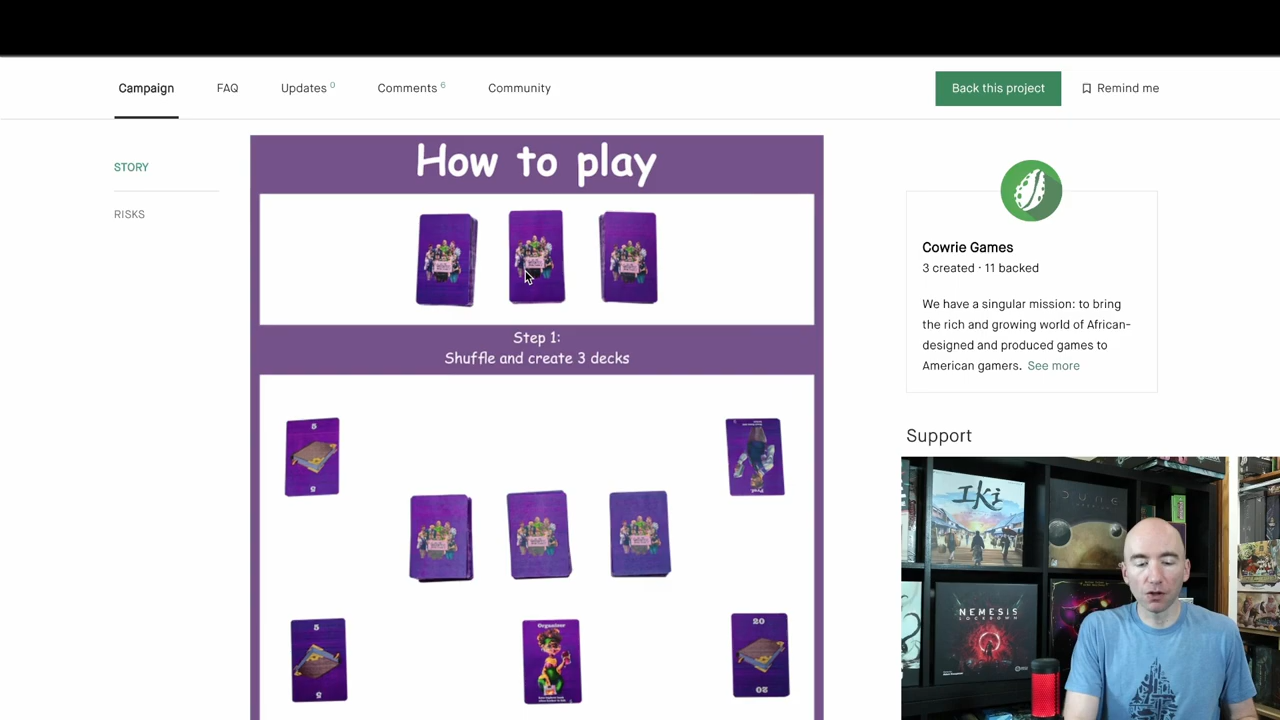 Campaign
FAQ
Updates 0
Comments 6
Community
Back this project
Remind me
STORY
RISKS
How to play
Step 1:
Shuffle and create 3 decks
5
5
5
5
Organizer
20
20
Cowrie Games
3 created · 11 backed
We have a singular mission: to bring
the rich and growing world of African-
designed and produced games to
American gamers. See more
Support
IKI
DUNE
NEMESIS
LOCKDOWN